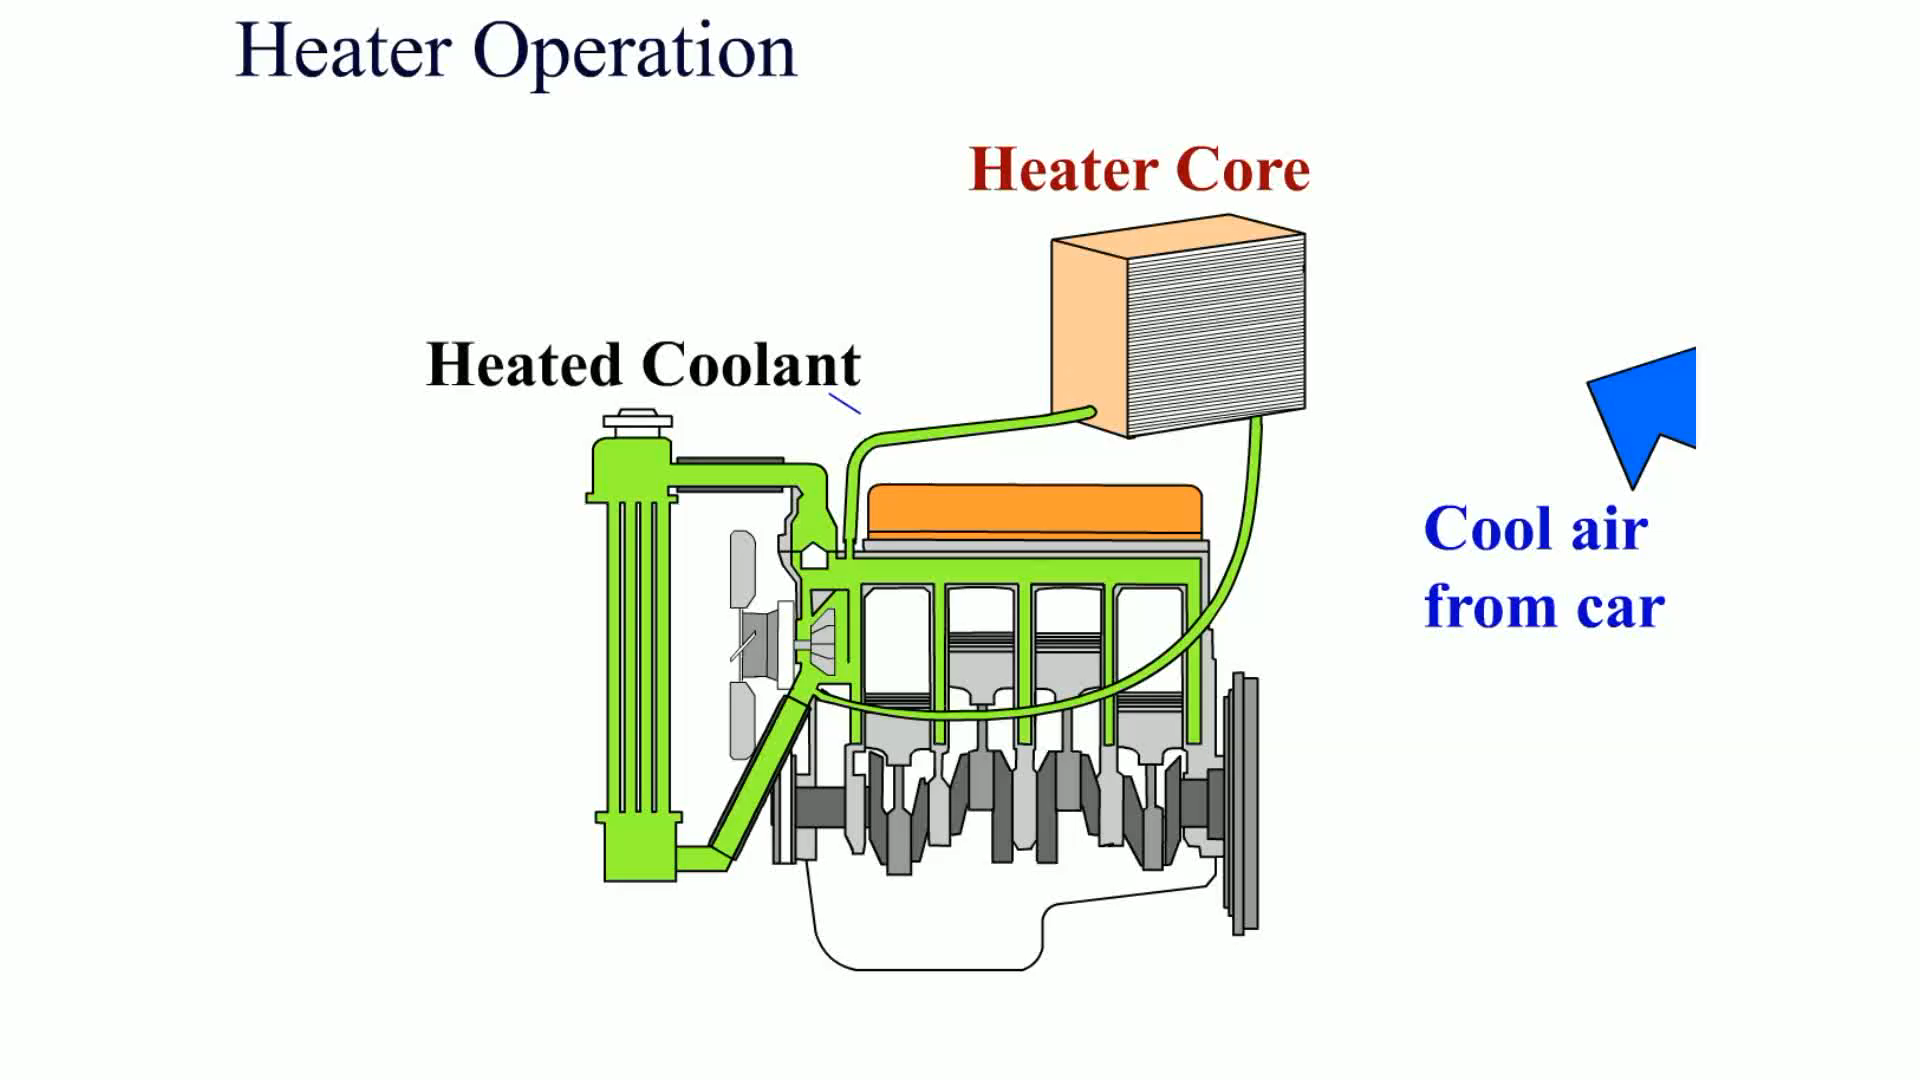 Heater Operation
Heater Core
Heated Coolant
Cool air
from car